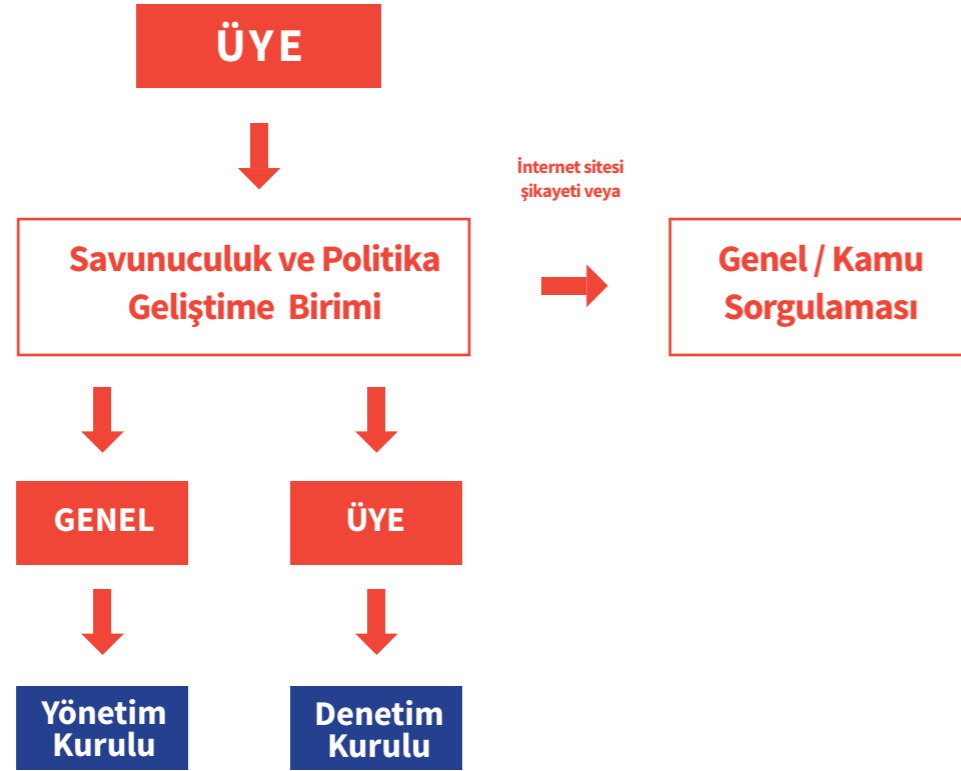 ÜYE
İnternet sitesi
şikayeti veya
Savunuculuk ve Politika
Geliştime Birimi
Genel / Kamu
Sorgulaması
GENEL
ÜYE
Yönetim
Kurulu
Denetim
Kurulu